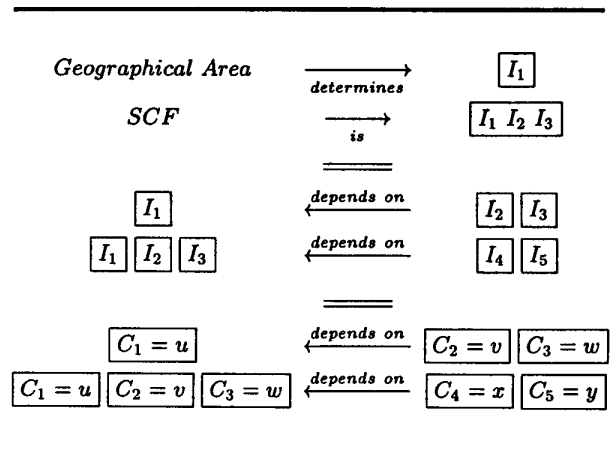 Geographical Area determines I₁
SCF is I₁ I₂ I₃
I₁ depends on I₂ I₃
I₁ I₂ I₃ depends on I₄ I₅
C₁ = u depends on C₂ = v C₃ = w
C₁ = u C₂ = v C₃ = w depends on C₄ = x C₅ = y